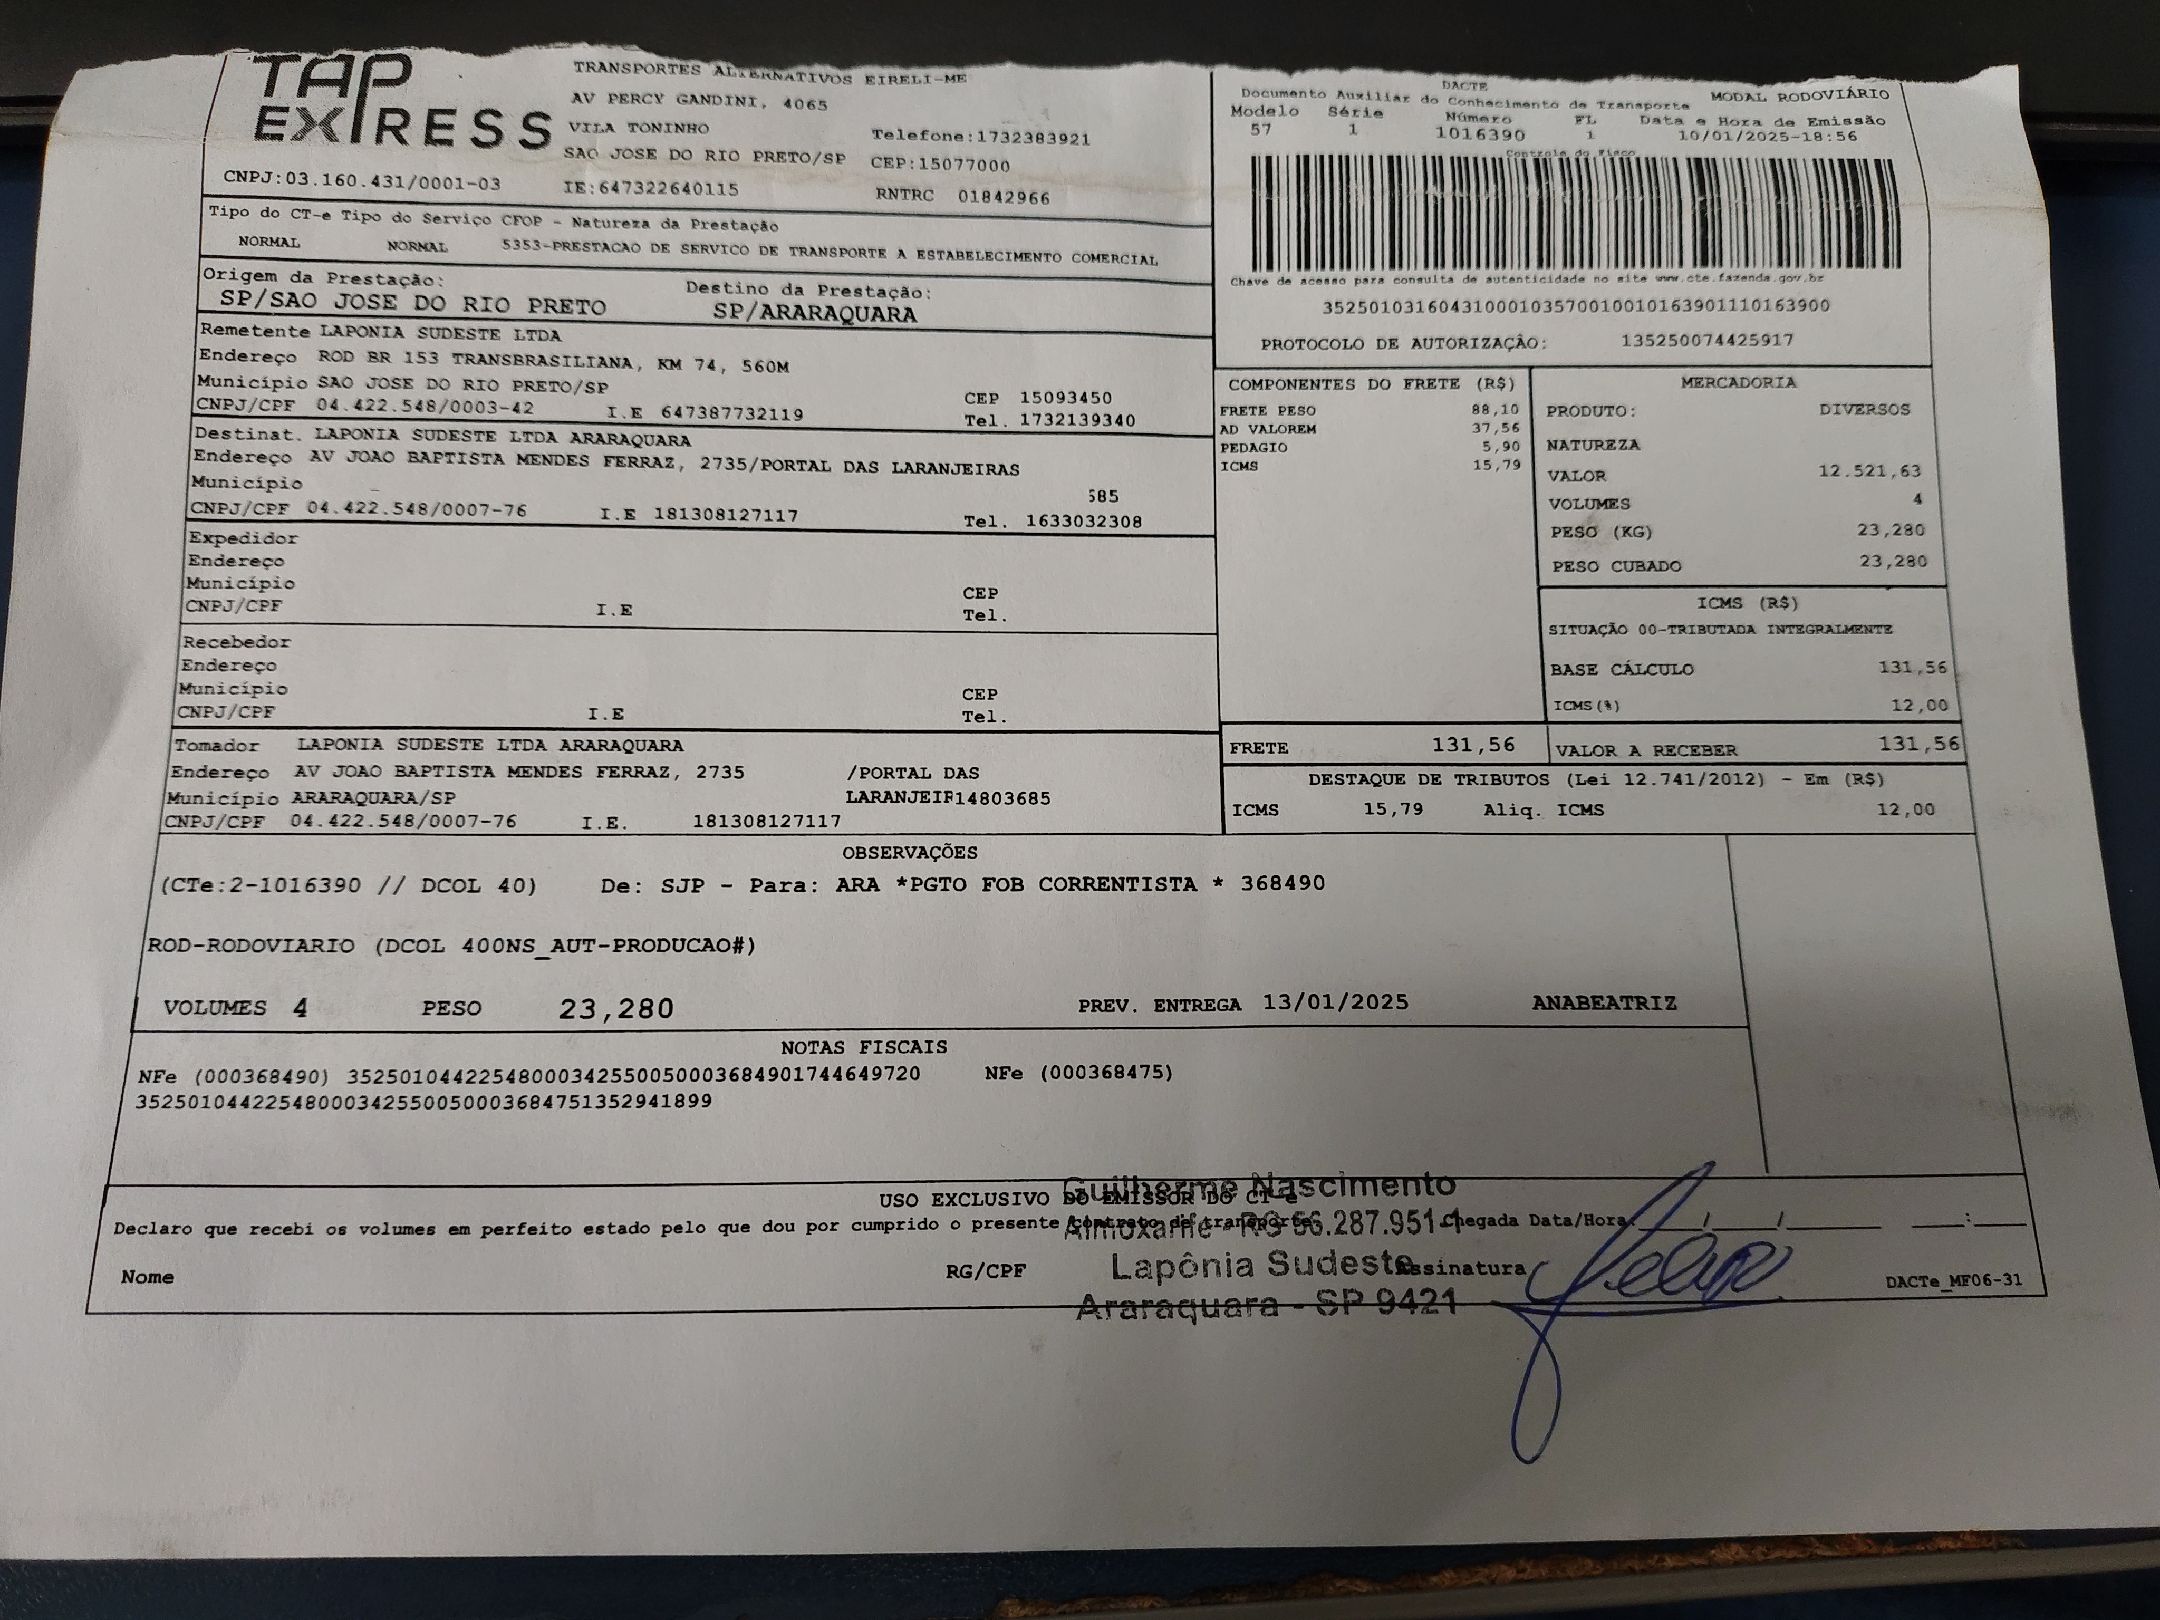 TAP EXPRESS
TRANSPORTES ALTERNATIVOS EIRELI-ME
AV PERCY GANDINI, 4065
VILA TONINHO
Telefone:1732383921
SAO JOSE DO RIO PRETO/SP CEP:15077000
CNPJ:03.160.431/0001-03 IE:647322640115 RNTRC 01842966
DACTE
Documento Auxiliar do Conhecimento de Transporte MODAL RODOVIÁRIO
Modelo Série Número FL Data e Hora de Emissão
57 1 1016390 1 10/01/2025-18:56
Controle do Fisco
Tipo do CT-e Tipo do Serviço CFOP - Natureza da Prestação
NORMAL NORMAL 5353-PRESTACAO DE SERVICO DE TRANSPORTE A ESTABELECIMENTO COMERCIAL
Chave de acesso para consulta de autenticidade no site www.cte.fazenda.gov.br
35250103160431000103570010010163901110163900
PROTOCOLO DE AUTORIZAÇÃO: 135250074425917
Origem da Prestação: Destino da Prestação:
SP/SAO JOSE DO RIO PRETO SP/ARARAQUARA
Remetente LAPONIA SUDESTE LTDA
Endereço ROD BR 153 TRANSBRASILIANA, KM 74, 560M
Município SAO JOSE DO RIO PRETO/SP CEP 15093450
CNPJ/CPF 04.422.548/0003-42 I.E 647387732119 Tel. 1732139340
Destinat. LAPONIA SUDESTE LTDA ARARAQUARA
Endereço AV JOAO BAPTISTA MENDES FERRAZ, 2735/PORTAL DAS LARANJEIRAS
Município 585
CNPJ/CPF 04.422.548/0007-76 I.E 181308127117 Tel. 1633032308
Expedidor
Endereço
Município CEP
CNPJ/CPF I.E Tel.
Recebedor
Endereço
Município CEP
CNPJ/CPF I.E Tel.
Tomador LAPONIA SUDESTE LTDA ARARAQUARA
Endereço AV JOAO BAPTISTA MENDES FERRAZ, 2735 /PORTAL DAS
Município ARARAQUARA/SP LARANJEIR14803685
CNPJ/CPF 04.422.548/0007-76 I.E. 181308127117
COMPONENTES DO FRETE (R$)
FRETE PESO 88,10
AD VALOREM 37,56
PEDAGIO 5,90
ICMS 15,79
MERCADORIA
PRODUTO: DIVERSOS
NATUREZA
VALOR 12.521,63
VOLUMES 4
PESO (KG) 23,280
PESO CUBADO 23,280
ICMS (R$)
SITUAÇÃO 00-TRIBUTADA INTEGRALMENTE
BASE CÁLCULO 131,56
ICMS(%) 12,00
FRETE 131,56 VALOR A RECEBER 131,56
DESTAQUE DE TRIBUTOS (Lei 12.741/2012) - Em (R$)
ICMS 15,79 Aliq. ICMS 12,00
OBSERVAÇÕES
(CTe:2-1016390 // DCOL 40) De: SJP - Para: ARA *PGTO FOB CORRENTISTA * 368490
ROD-RODOVIARIO (DCOL 400NS_AUT-PRODUCAO#)
VOLUMES 4 PESO 23,280 PREV. ENTREGA 13/01/2025 ANABEATRIZ
NOTAS FISCAIS
NFe (000368490) 35250104422548000342550050003684901744649720 NFe (000368475)
35250104422548000342550050003684751352941899
USO EXCLUSIVO DO EMISSOR DO CT-e
Declaro que recebi os volumes em perfeito estado pelo que dou por cumprido o presente contrato de transporte. Chegada Data/Hora ___/___/___ ___:___
Nome RG/CPF Assinatura DACTe_MF06-31
Guilherme Nascimento
Almoxarife - RG 56.287.951-1
Lapônia Sudeste
Araraquara - SP 9421